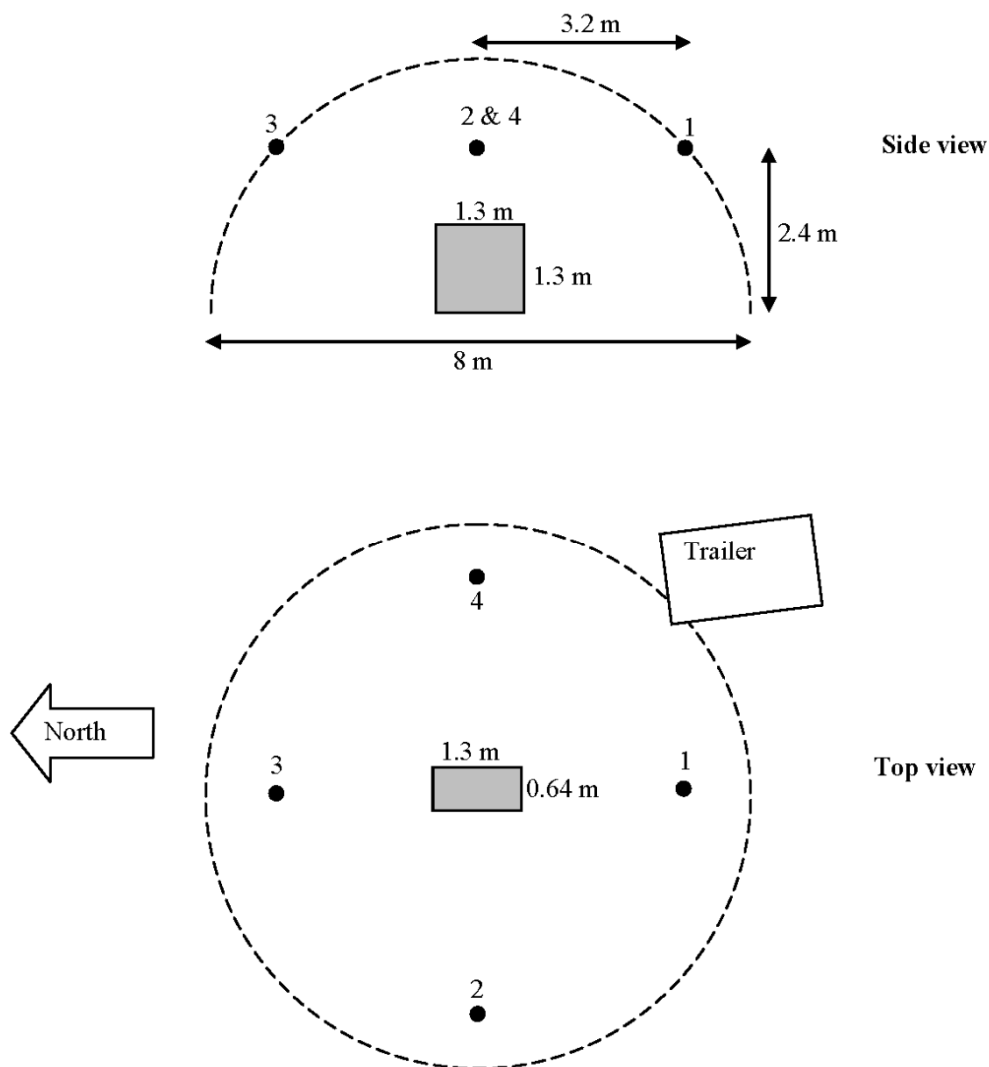 3.2 m
3
2 & 4
1
Side view
1.3 m
1.3 m
2.4 m
8 m
Trailer
4
North
1.3 m
3
1
0.64 m
Top view
2